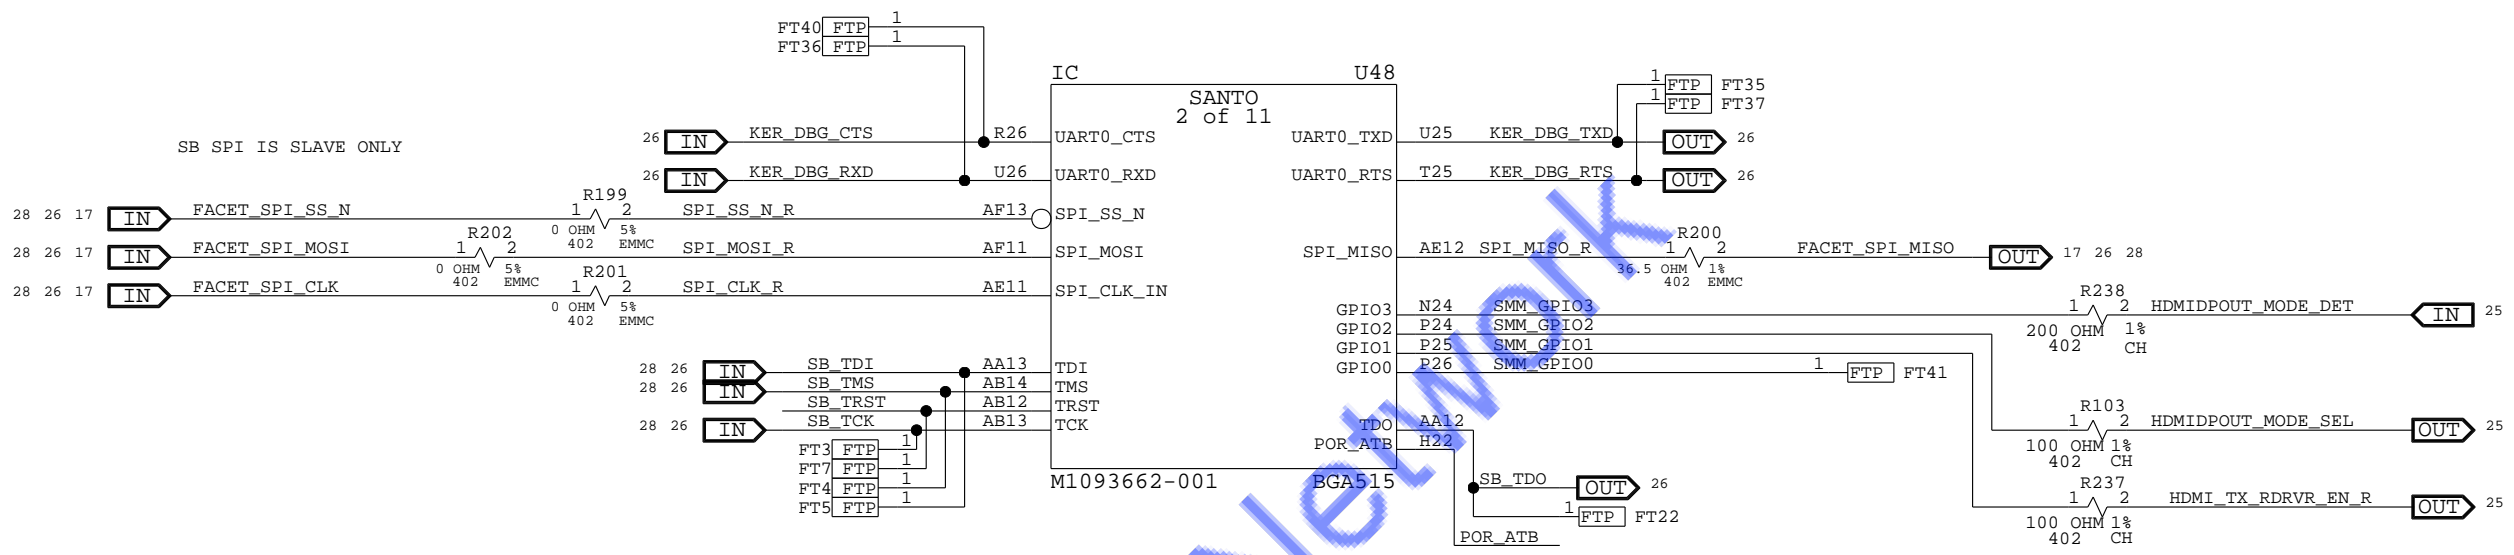 FT40 FTP 1
FT36 FTP 1
IC U48
SANTO
2 of 11
1 FTP FT35
1 FTP FT37
SB SPI IS SLAVE ONLY
26 IN KER_DBG_CTS R26 UART0_CTS
UART0_TXD U25 KER_DBG_TXD OUT 26
26 IN KER_DBG_RXD U26 UART0_RXD
UART0_RTS T25 KER_DBG_RTS OUT 26
28 26 17 IN FACET_SPI_SS_N 1 R199 2 SPI_SS_N_R AF13 SPI_SS_N
0 OHM 5%
402 EMMC
28 26 17 IN FACET_SPI_MOSI 1 R202 2 SPI_MOSI_R AF11 SPI_MOSI
0 OHM 5%
402 EMMC
SPI_MISO AE12 SPI_MISO_R 1 R200 2 FACET_SPI_MISO OUT 17 26 28
36.5 OHM 1%
402 EMMC
28 26 17 IN FACET_SPI_CLK 1 R201 2 SPI_CLK_R AE11 SPI_CLK_IN
0 OHM 5%
402 EMMC
GPIO3 N24 SMM_GPIO3 1 R238 2 HDMIDPOUT_MODE_DET IN 25
200 OHM 1%
402 CH
GPIO2 P24 SMM_GPIO2
GPIO1 P25 SMM_GPIO1
GPIO0 P26 SMM_GPIO0 1 FTP FT41
28 26 IN SB_TDI AA13 TDI
28 26 IN SB_TMS AB14 TMS
SB_TRST AB12 TRST
28 26 IN SB_TCK AB13 TCK
R103
1 2 HDMIDPOUT_MODE_SEL OUT 25
100 OHM 1%
402 CH
TDO AA12
POR_ATB H22
FT3 FTP 1
FT7 FTP 1
FT4 FTP 1
FT5 FTP 1
M1093662-001 BGA515
SB_TDO OUT 26
1 FTP FT22
POR_ATB
R237
1 2 HDMI_TX_RDRVR_EN_R OUT 25
100 OHM 1%
402 CH
Network